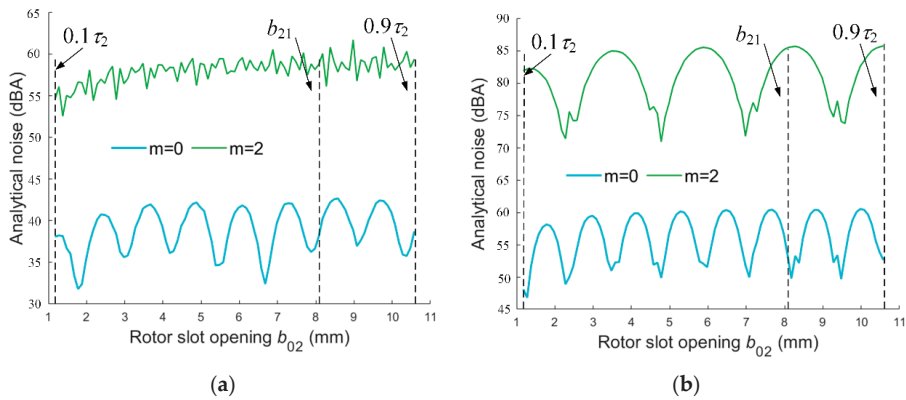 65
60
55
50
45
40
35
30
Analytical noise (dBA)
0.1τ₂
b₂₁
0.9τ₂
m=0 m=2
1 2 3 4 5 6 7 8 9 10 11
Rotor slot opening b₀₂ (mm)
(a)
90
85
80
75
70
65
60
55
50
45
Analytical noise (dBA)
0.1τ₂
b₂₁
0.9τ₂
m=0 m=2
1 2 3 4 5 6 7 8 9 10 11
Rotor slot opening b₀₂ (mm)
(b)